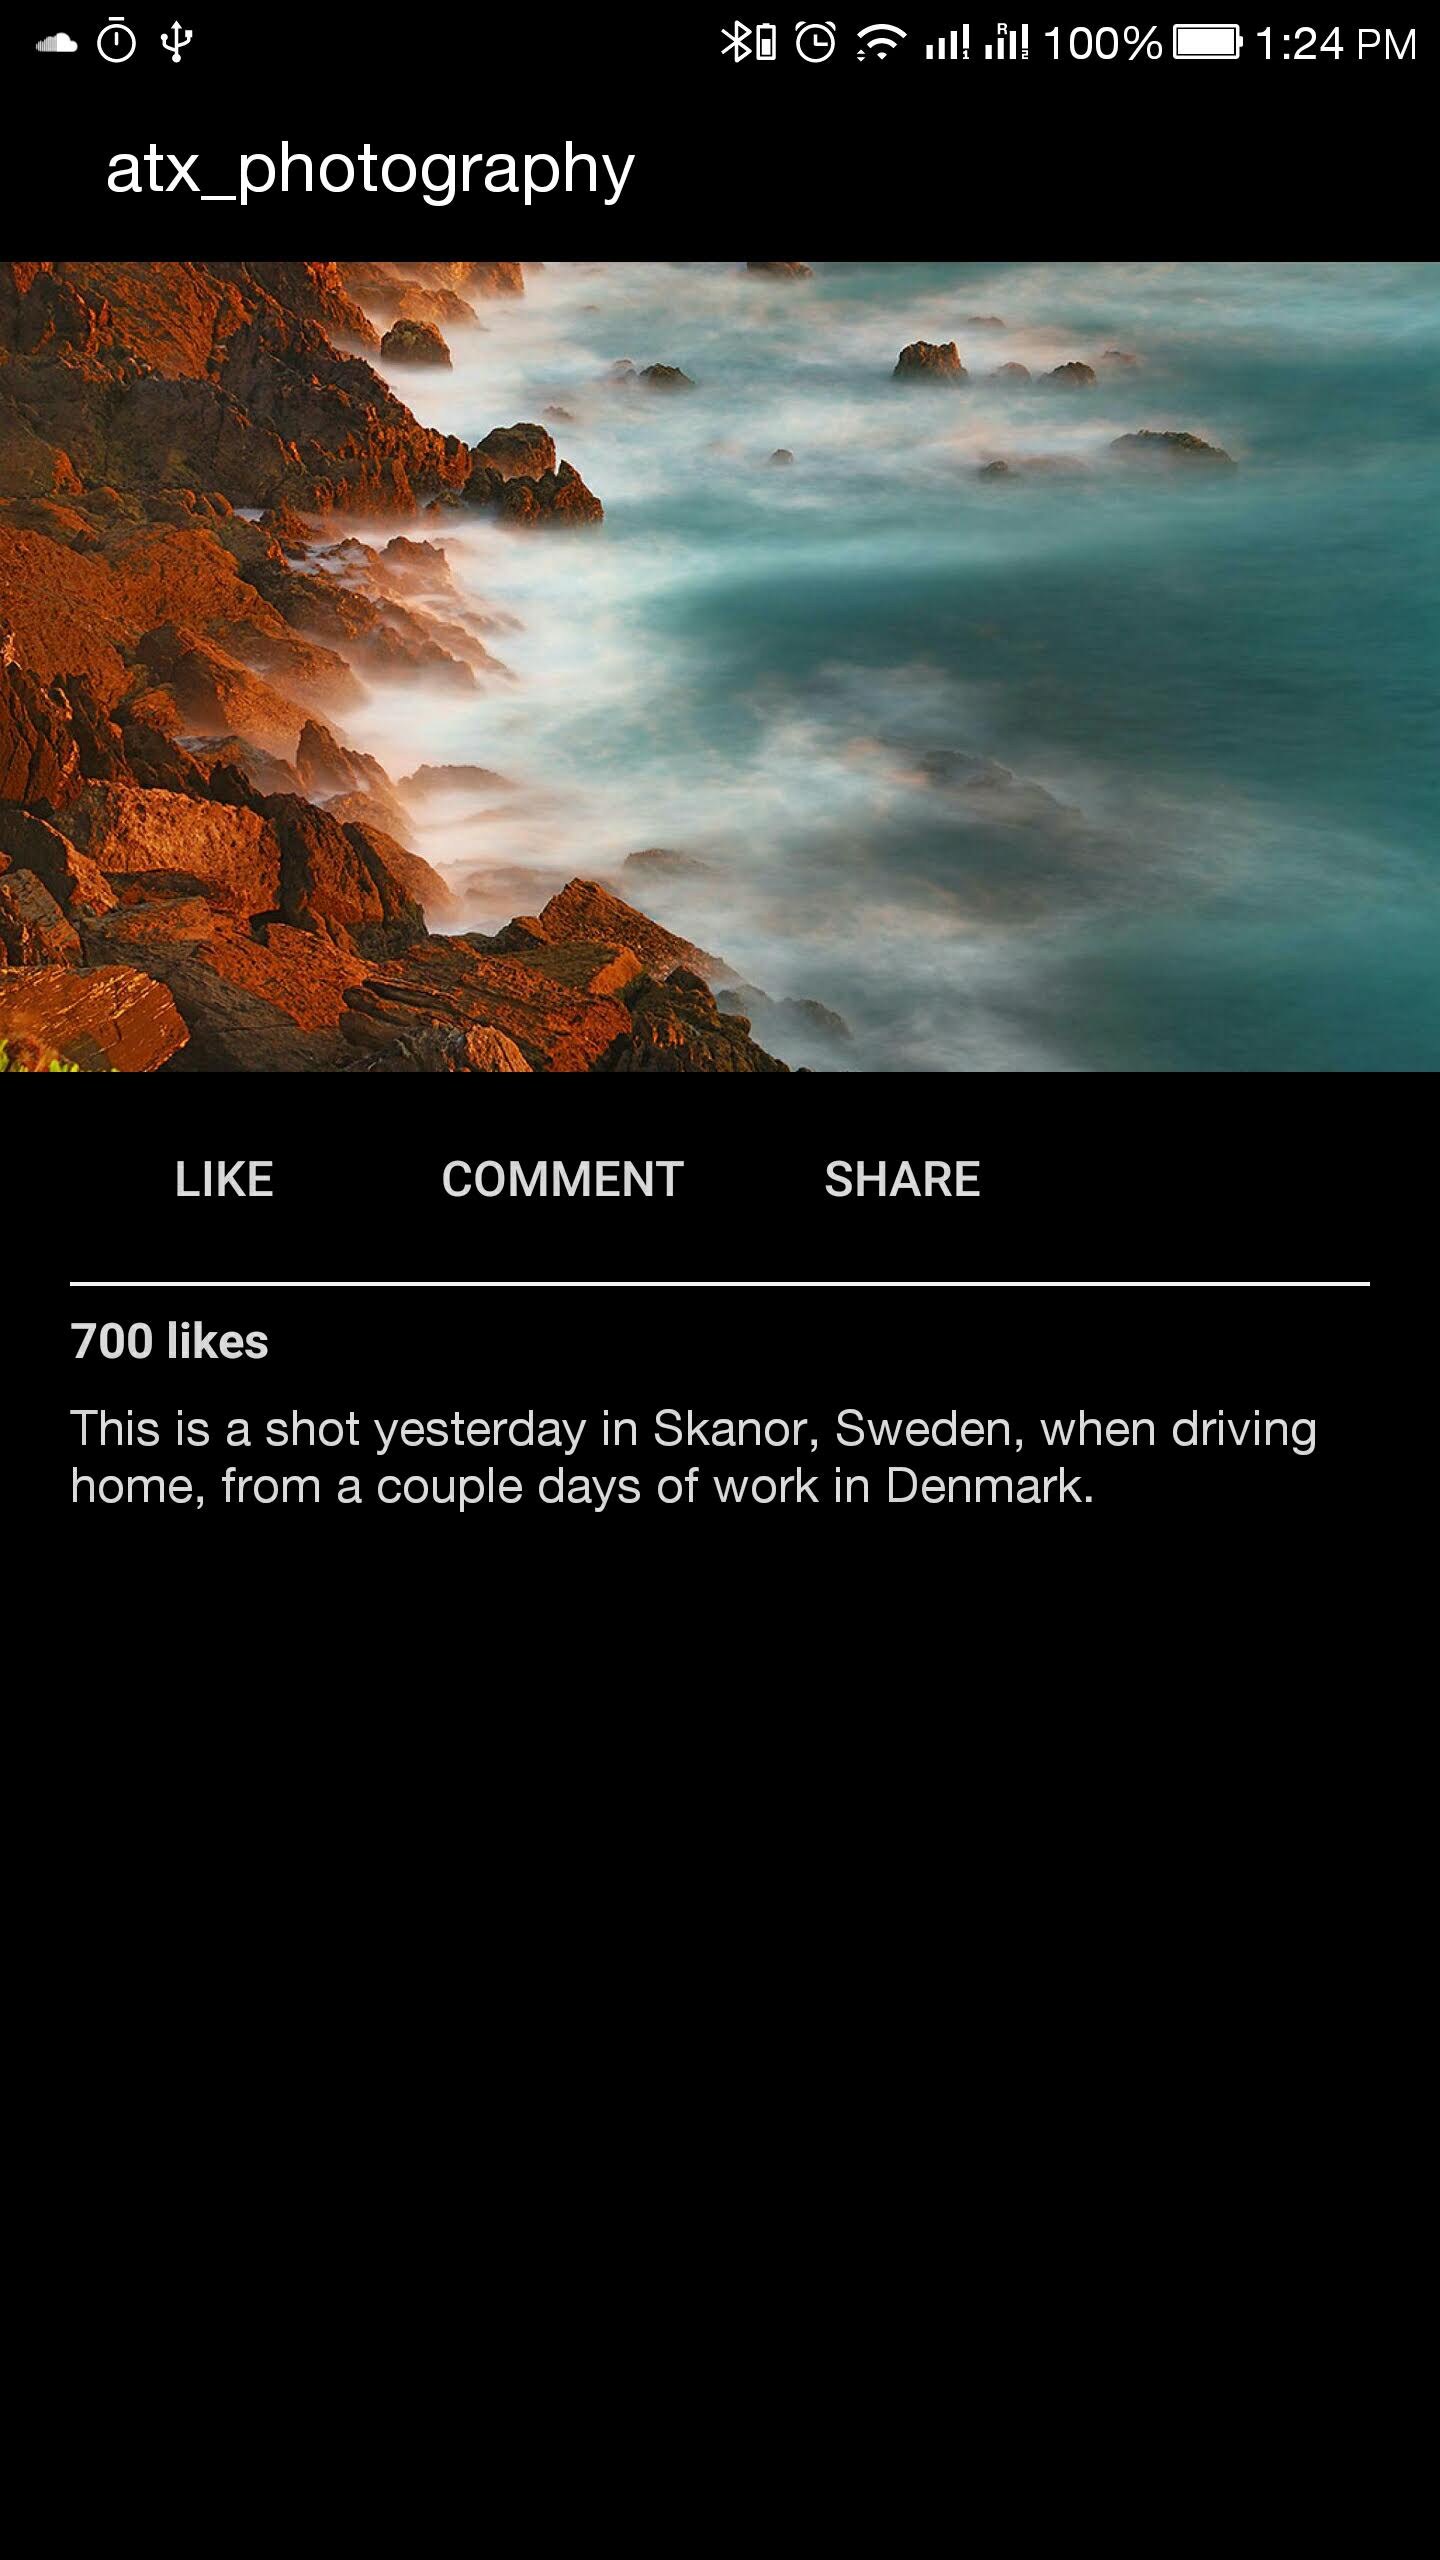 100% 1:24 PM
atx_photography
LIKE COMMENT SHARE
700 likes
This is a shot yesterday in Skanor, Sweden, when driving
home, from a couple days of work in Denmark.